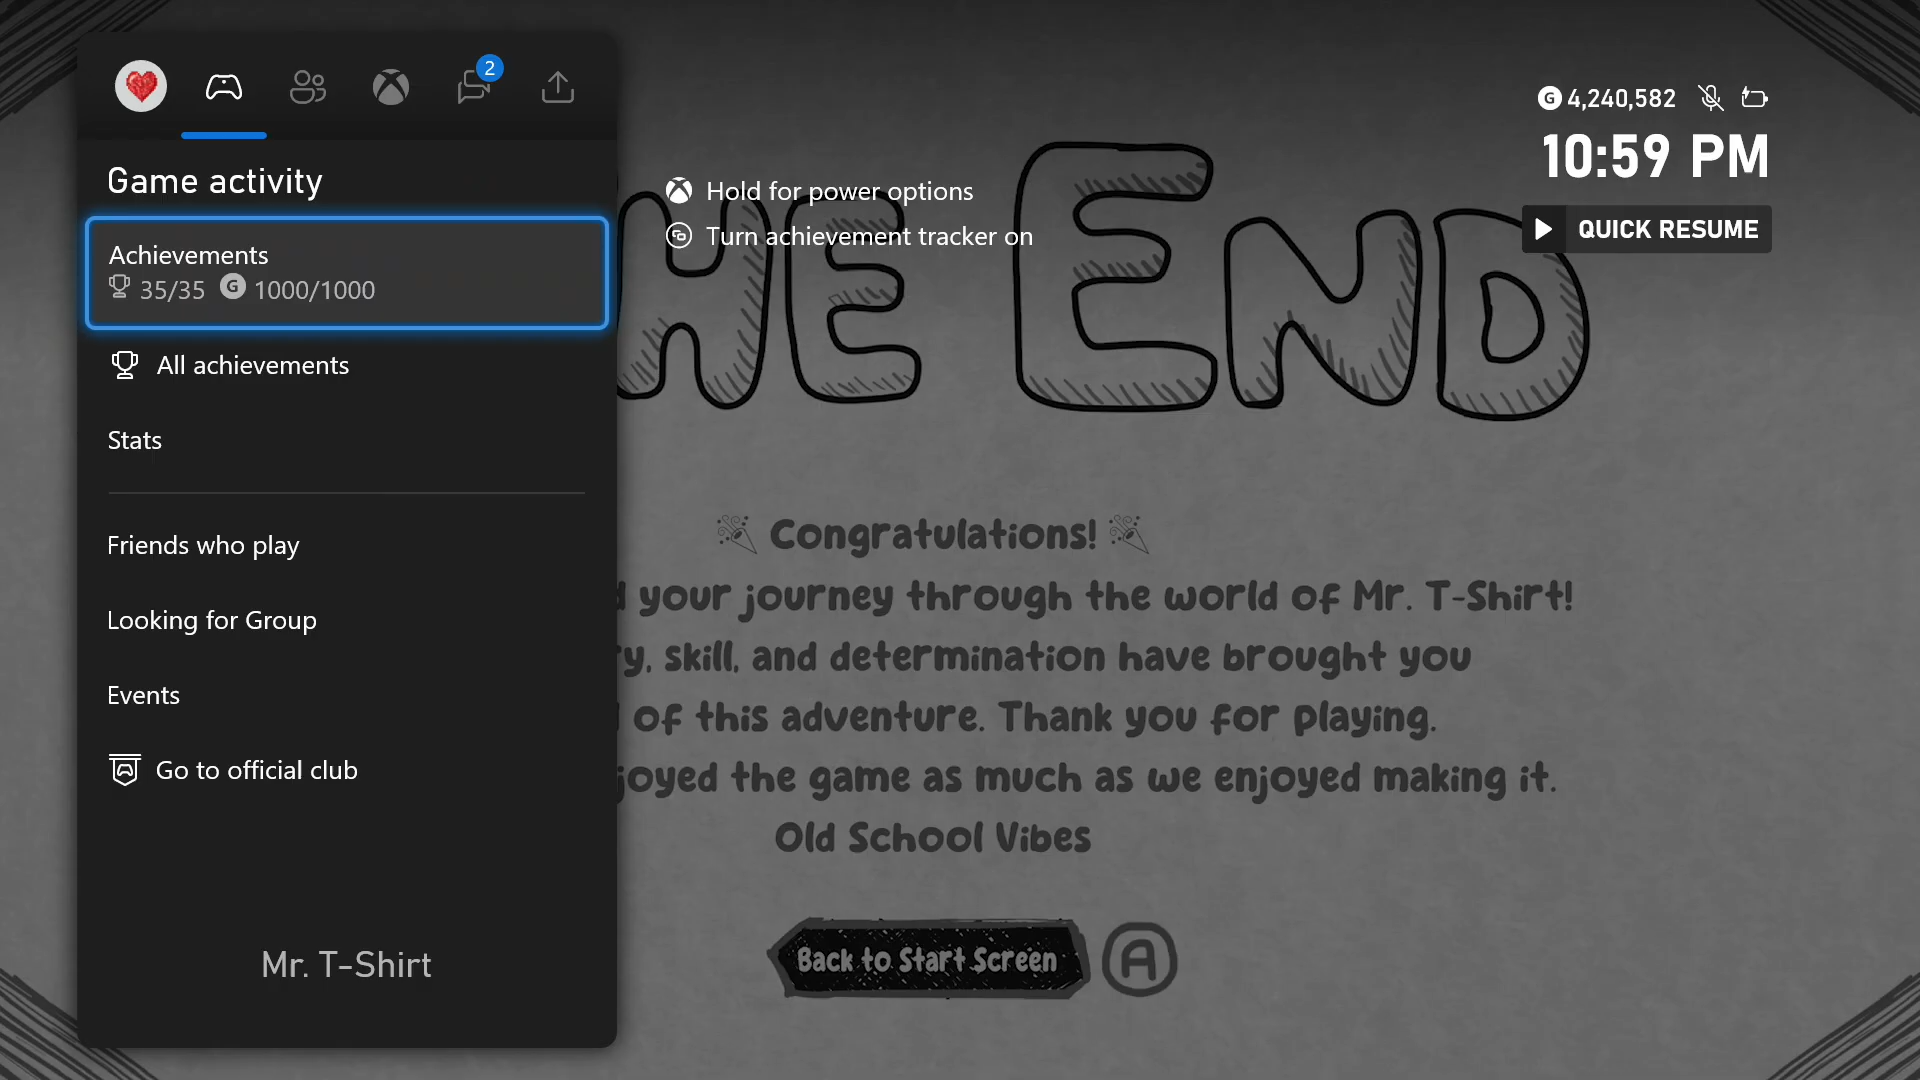 2
G 4,240,582
10:59 PM
QUICK RESUME
Game activity
Achievements
35/35 G 1000/1000
All achievements
Stats
Friends who play
Looking for Group
Events
Go to official club
Mr. T-Shirt
Hold for power options
Turn achievement tracker on
HE END
Congratulations!
your journey through the world of Mr. T-Shirt!
skill, and determination have brought you
of this adventure. Thank you for playing.
the game as much as we enjoyed making it.
Old School Vibes
Back to Start Screen A